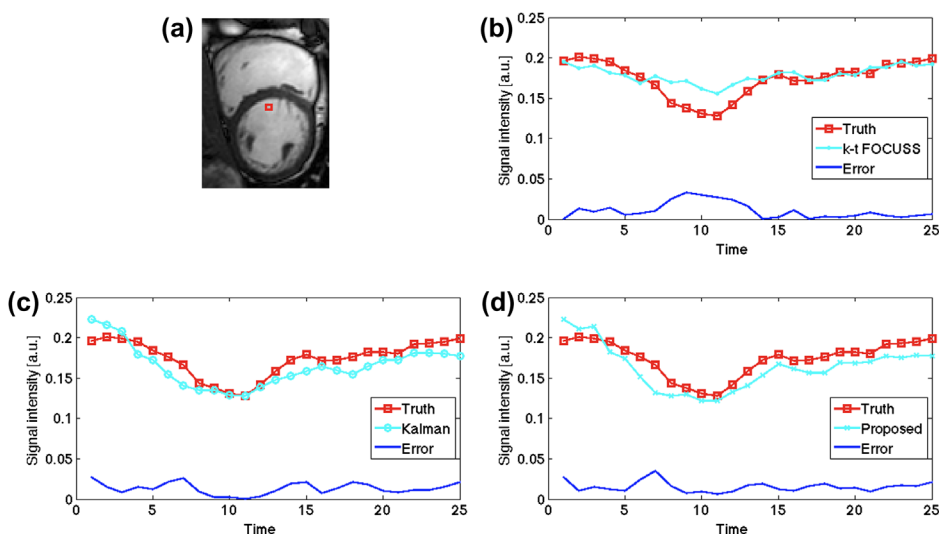 (a)
(b)
Signal intensity [a.u.]
0.25
0.2
0.15
0.1
0.05
0
Truth
k-t FOCUSS
Error
0 5 10 15 20 25
Time
(c)
Signal intensity [a.u.]
0.25
0.2
0.15
0.1
0.05
0
Truth
Kalman
Error
0 5 10 15 20 25
Time
(d)
Signal intensity [a.u.]
0.25
0.2
0.15
0.1
0.05
0
Truth
Proposed
Error
0 5 10 15 20 25
Time